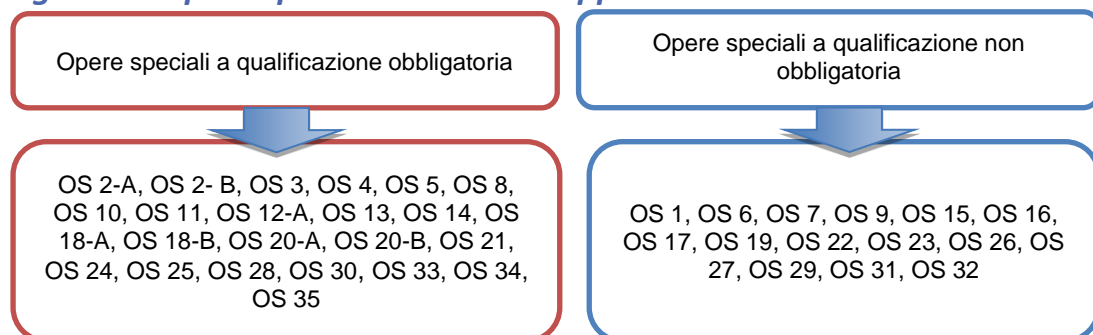 Opere speciali a qualificazione obbligatoria
Opere speciali a qualificazione non
obbligatoria
OS 2-A, OS 2- B, OS 3, OS 4, OS 5, OS 8,
OS 10, OS 11, OS 12-A, OS 13, OS 14, OS
18-A, OS 18-B, OS 20-A, OS 20-B, OS 21,
OS 24, OS 25, OS 28, OS 30, OS 33, OS 34,
OS 35
OS 1, OS 6, OS 7, OS 9, OS 15, OS 16,
OS 17, OS 19, OS 22, OS 23, OS 26, OS
27, OS 29, OS 31, OS 32